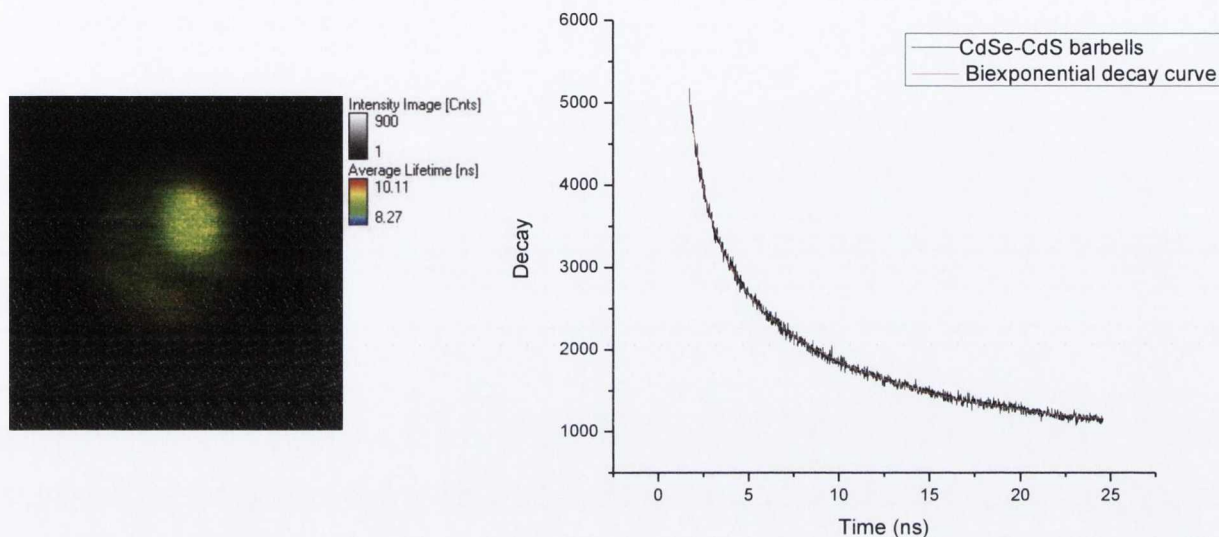 Intensity Image [Cnts]
900
1
Average Lifetime [ns]
10.11
8.27
6000
5000
4000
3000
2000
1000
Decay
CdSe-CdS barbells
Biexponential decay curve
0
5
10
15
20
25
Time (ns)